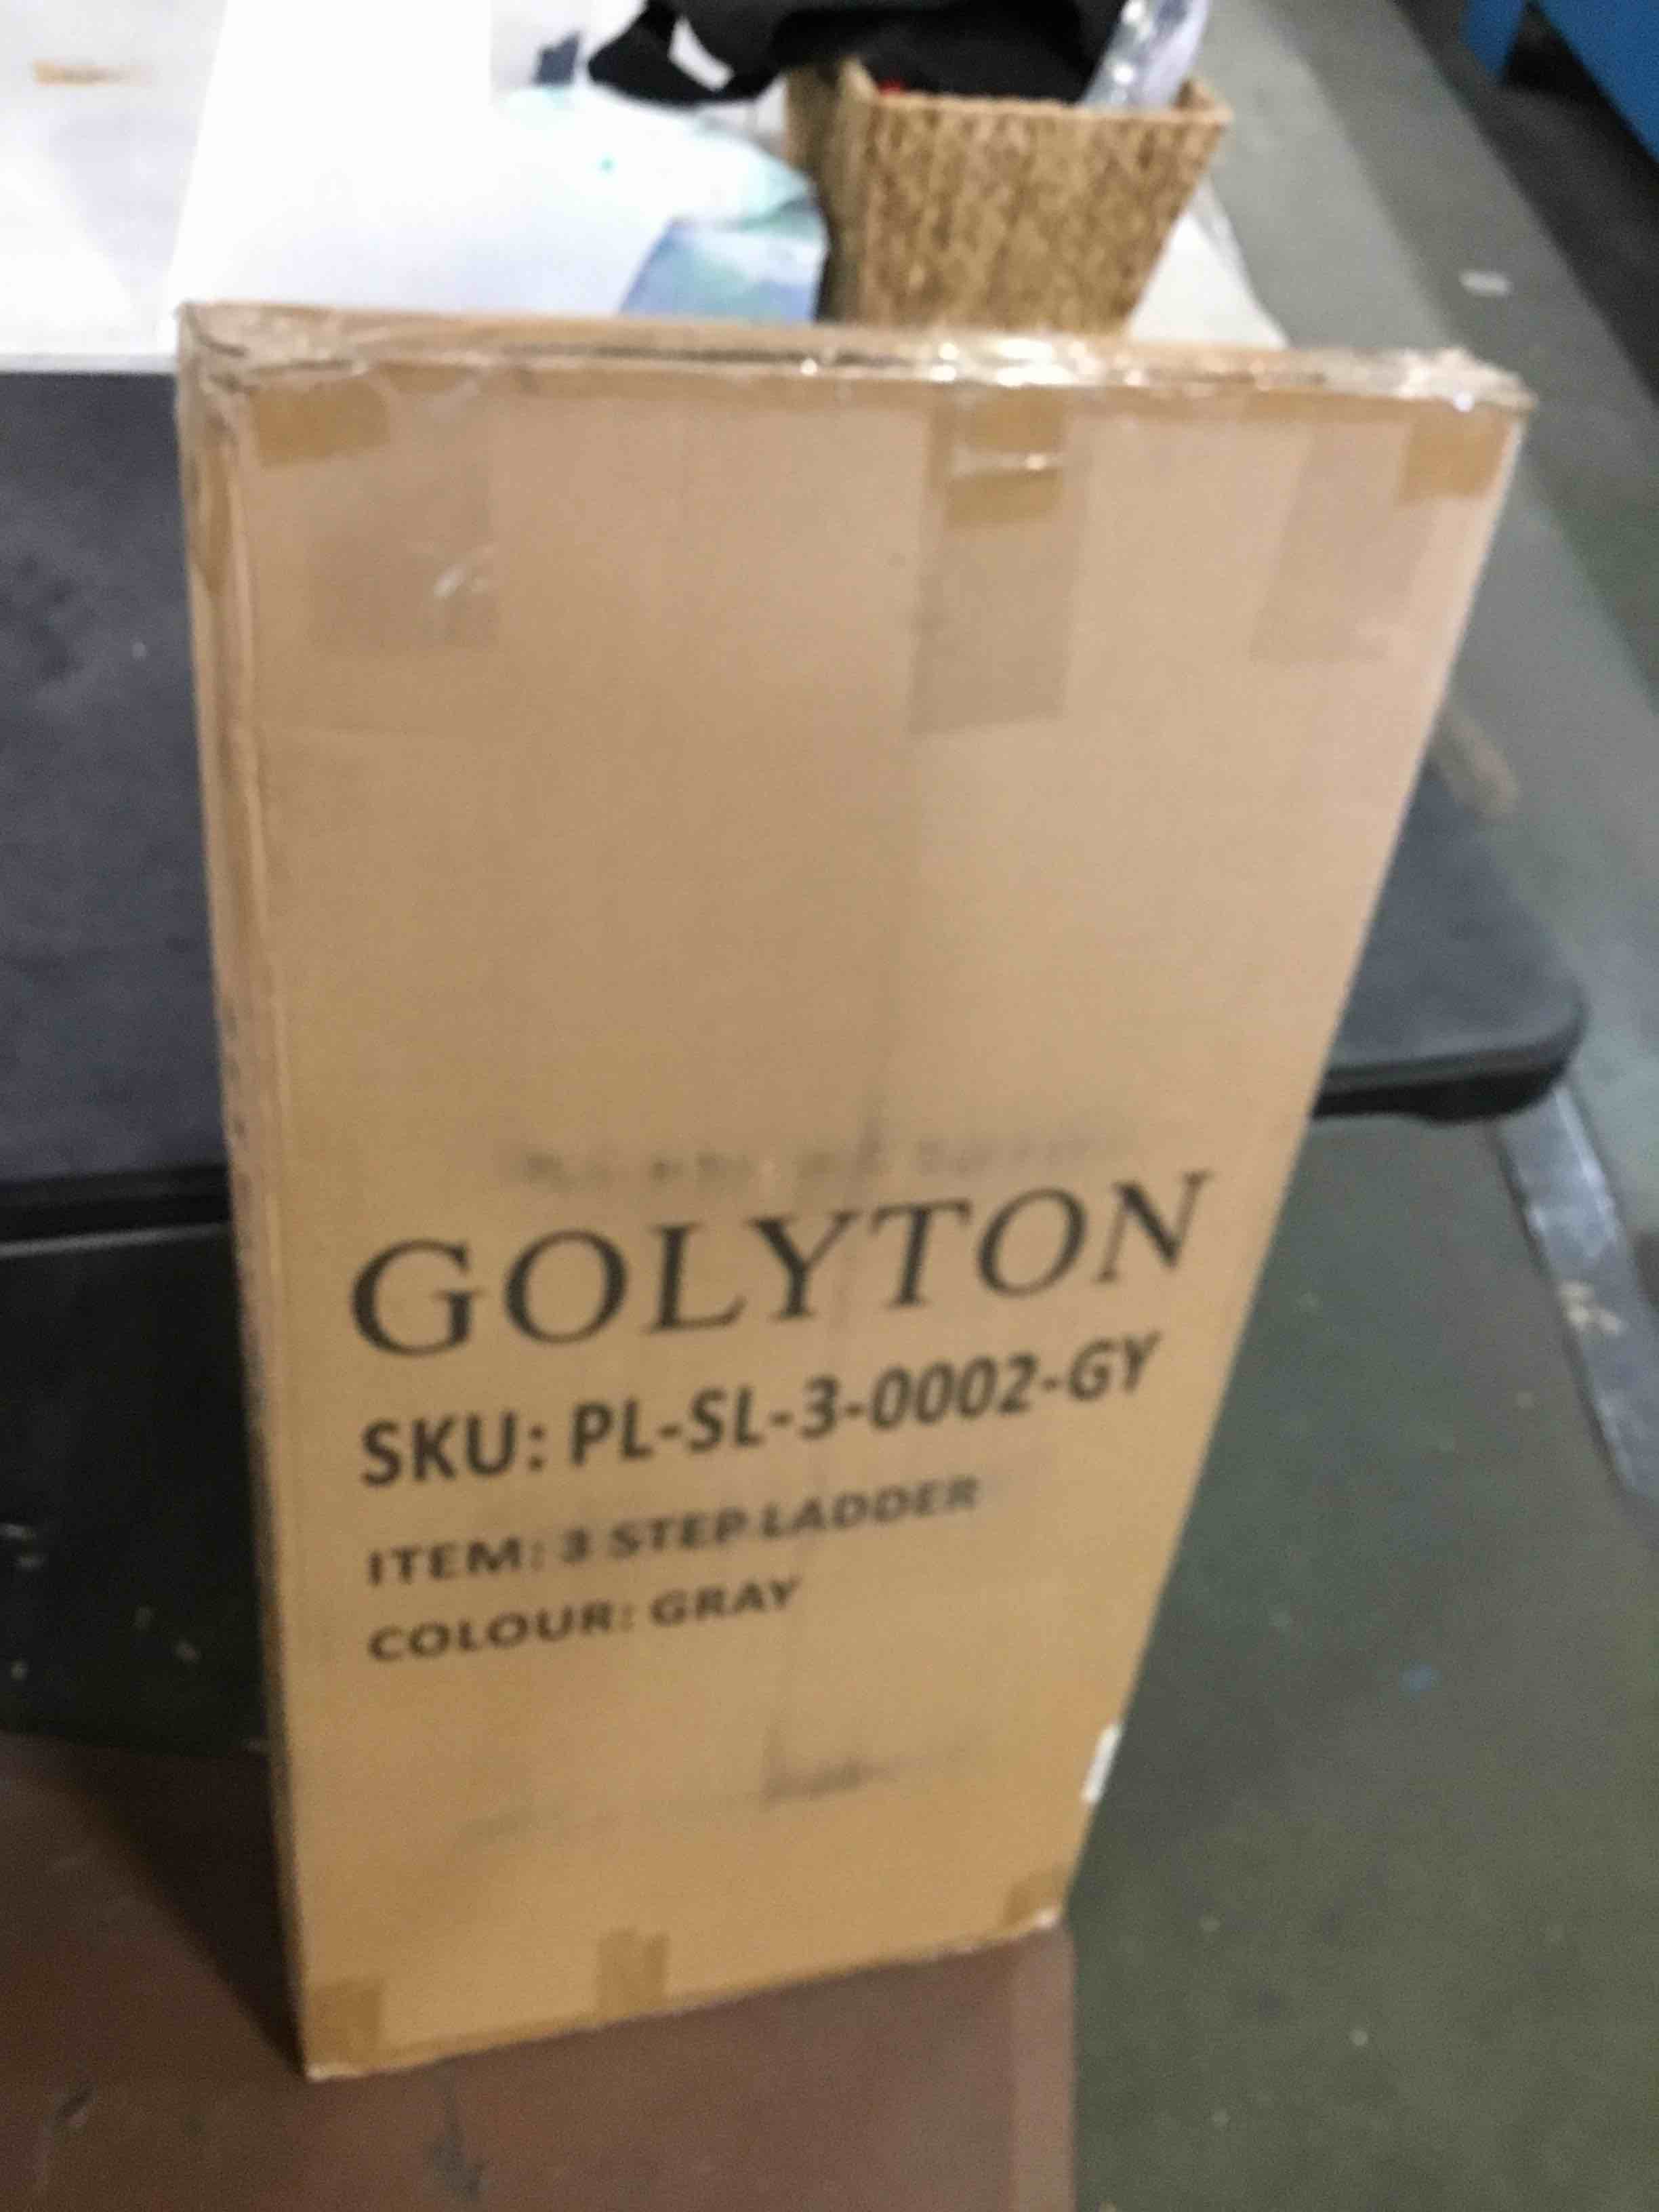 GOLYTON
SKU: PL-SL-3-0002-GY
ITEM: 3 STEP LADDER
COLOUR: GRAY